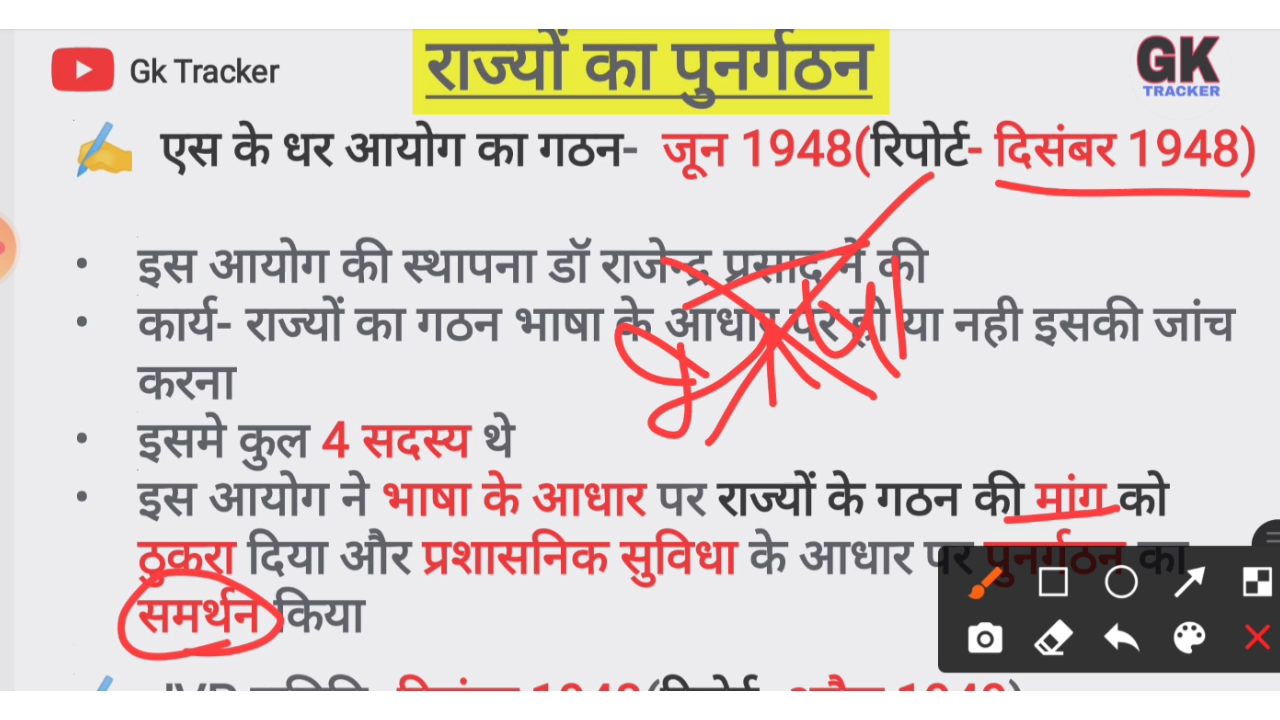 Gk Tracker
राज्यों का पुनर्गठन
GK
TRACKER
एस के धर आयोग का गठन- जून 1948(रिपोर्ट- दिसंबर 1948)
• इस आयोग की स्थापना डॉ राजेन्द्र प्रसाद में की
• कार्य- राज्यों का गठन भाषा के आधार पर हो या नही इसकी जांच
करना
• इसमे कुल 4 सदस्य थे
• इस आयोग ने भाषा के आधार पर राज्यों के गठन की मांग को
ठुकरा दिया और प्रशासनिक सुविधा के आधार पर पुनर्गठन का
समर्थन किया